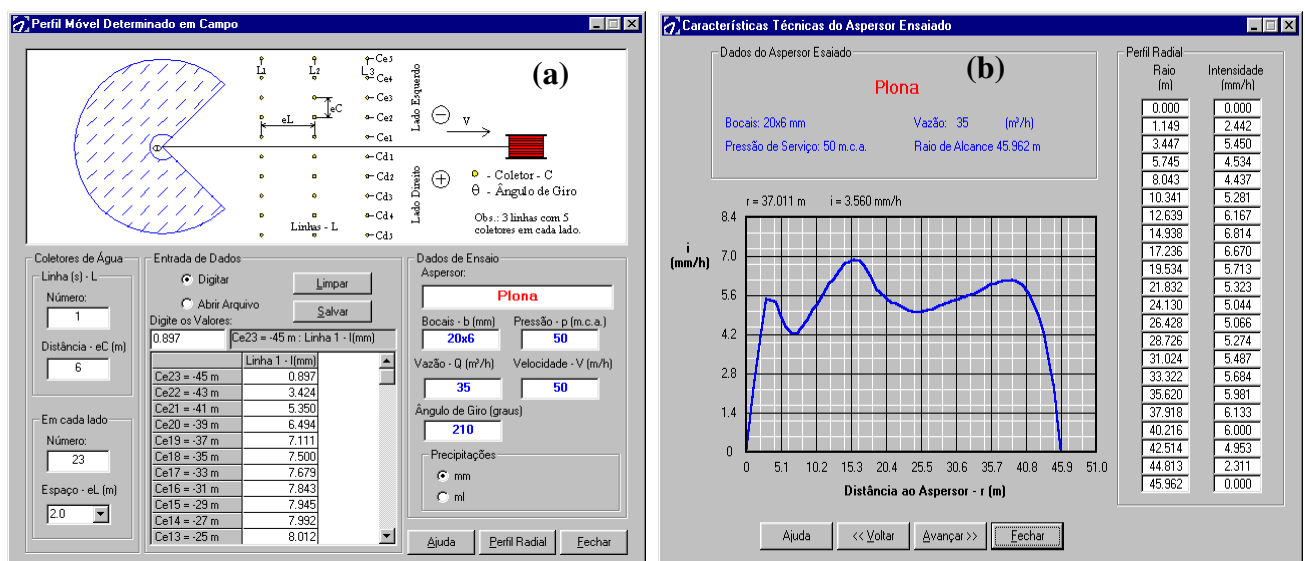 Perfil Móvel Determinado em Campo
(a)
L1
L2
L3
Ce5
Ce4
Ce3
Ce2
Ce1
Cd1
Cd2
Cd3
Cd4
Cd5
eC
eL
Lado Esquerdo
Lado Direito
V
θ
- Coletor - C
θ - Ângulo de Giro
Linhas - L
Obs.: 3 linhas com 5
coletores em cada lado.
Coletores de Água
Linha (s) - L
Número:
1
Distância - eC (m)
6
Em cada lado
Número:
23
Espaço - eL (m)
2.0
Entrada de Dados
Digitar
Abrir Arquivo
Limpar
Salvar
Digite os Valores:
0.897
Ce23 = -45 m : Linha 1 - I(mm)
Linha 1 - I(mm)
Ce23 = -45 m 0.897
Ce22 = -43 m 3.424
Ce21 = -41 m 5.350
Ce20 = -39 m 6.494
Ce19 = -37 m 7.111
Ce18 = -35 m 7.500
Ce17 = -33 m 7.679
Ce16 = -31 m 7.843
Ce15 = -29 m 7.945
Ce14 = -27 m 7.992
Ce13 = -25 m 8.012
Dados de Ensaio
Aspersor:
Plona
Bocais - b (mm) Pressão - p (m.c.a.)
20x6 50
Vazão - Q (m³/h) Velocidade - V (m/h)
35 50
Ângulo de Giro (graus)
210
Precipitações
mm
ml
Ajuda Perfil Radial Fechar
Características Técnicas do Aspersor Ensaiado
(b)
Dados do Aspersor Esaiado
Plona
Bocais: 20x6 mm Vazão: 35 (m³/h)
Pressão de Serviço: 50 m.c.a. Raio de Alcance 45.962 m
r = 37.011 m i = 3.560 mm/h
i
(mm/h)
8.4
7.0
5.6
4.2
2.8
1.4
0
0 5.1 10.2 15.3 20.4 25.5 30.6 35.7 40.8 45.9 51.0
Distância ao Aspersor - r (m)
Ajuda << Voltar Avançar >> Fechar
Perfil Radial
Raio Intensidade
(m) (mm/h)
0.000 0.000
1.149 2.442
3.447 5.450
5.745 4.534
8.043 4.437
10.341 5.281
12.639 6.167
14.938 6.814
17.236 6.670
19.534 5.713
21.832 5.323
24.130 5.044
26.428 5.066
28.726 5.274
31.024 5.487
33.322 5.684
35.620 5.981
37.918 6.133
40.216 6.000
42.514 4.953
44.813 2.311
45.962 0.000